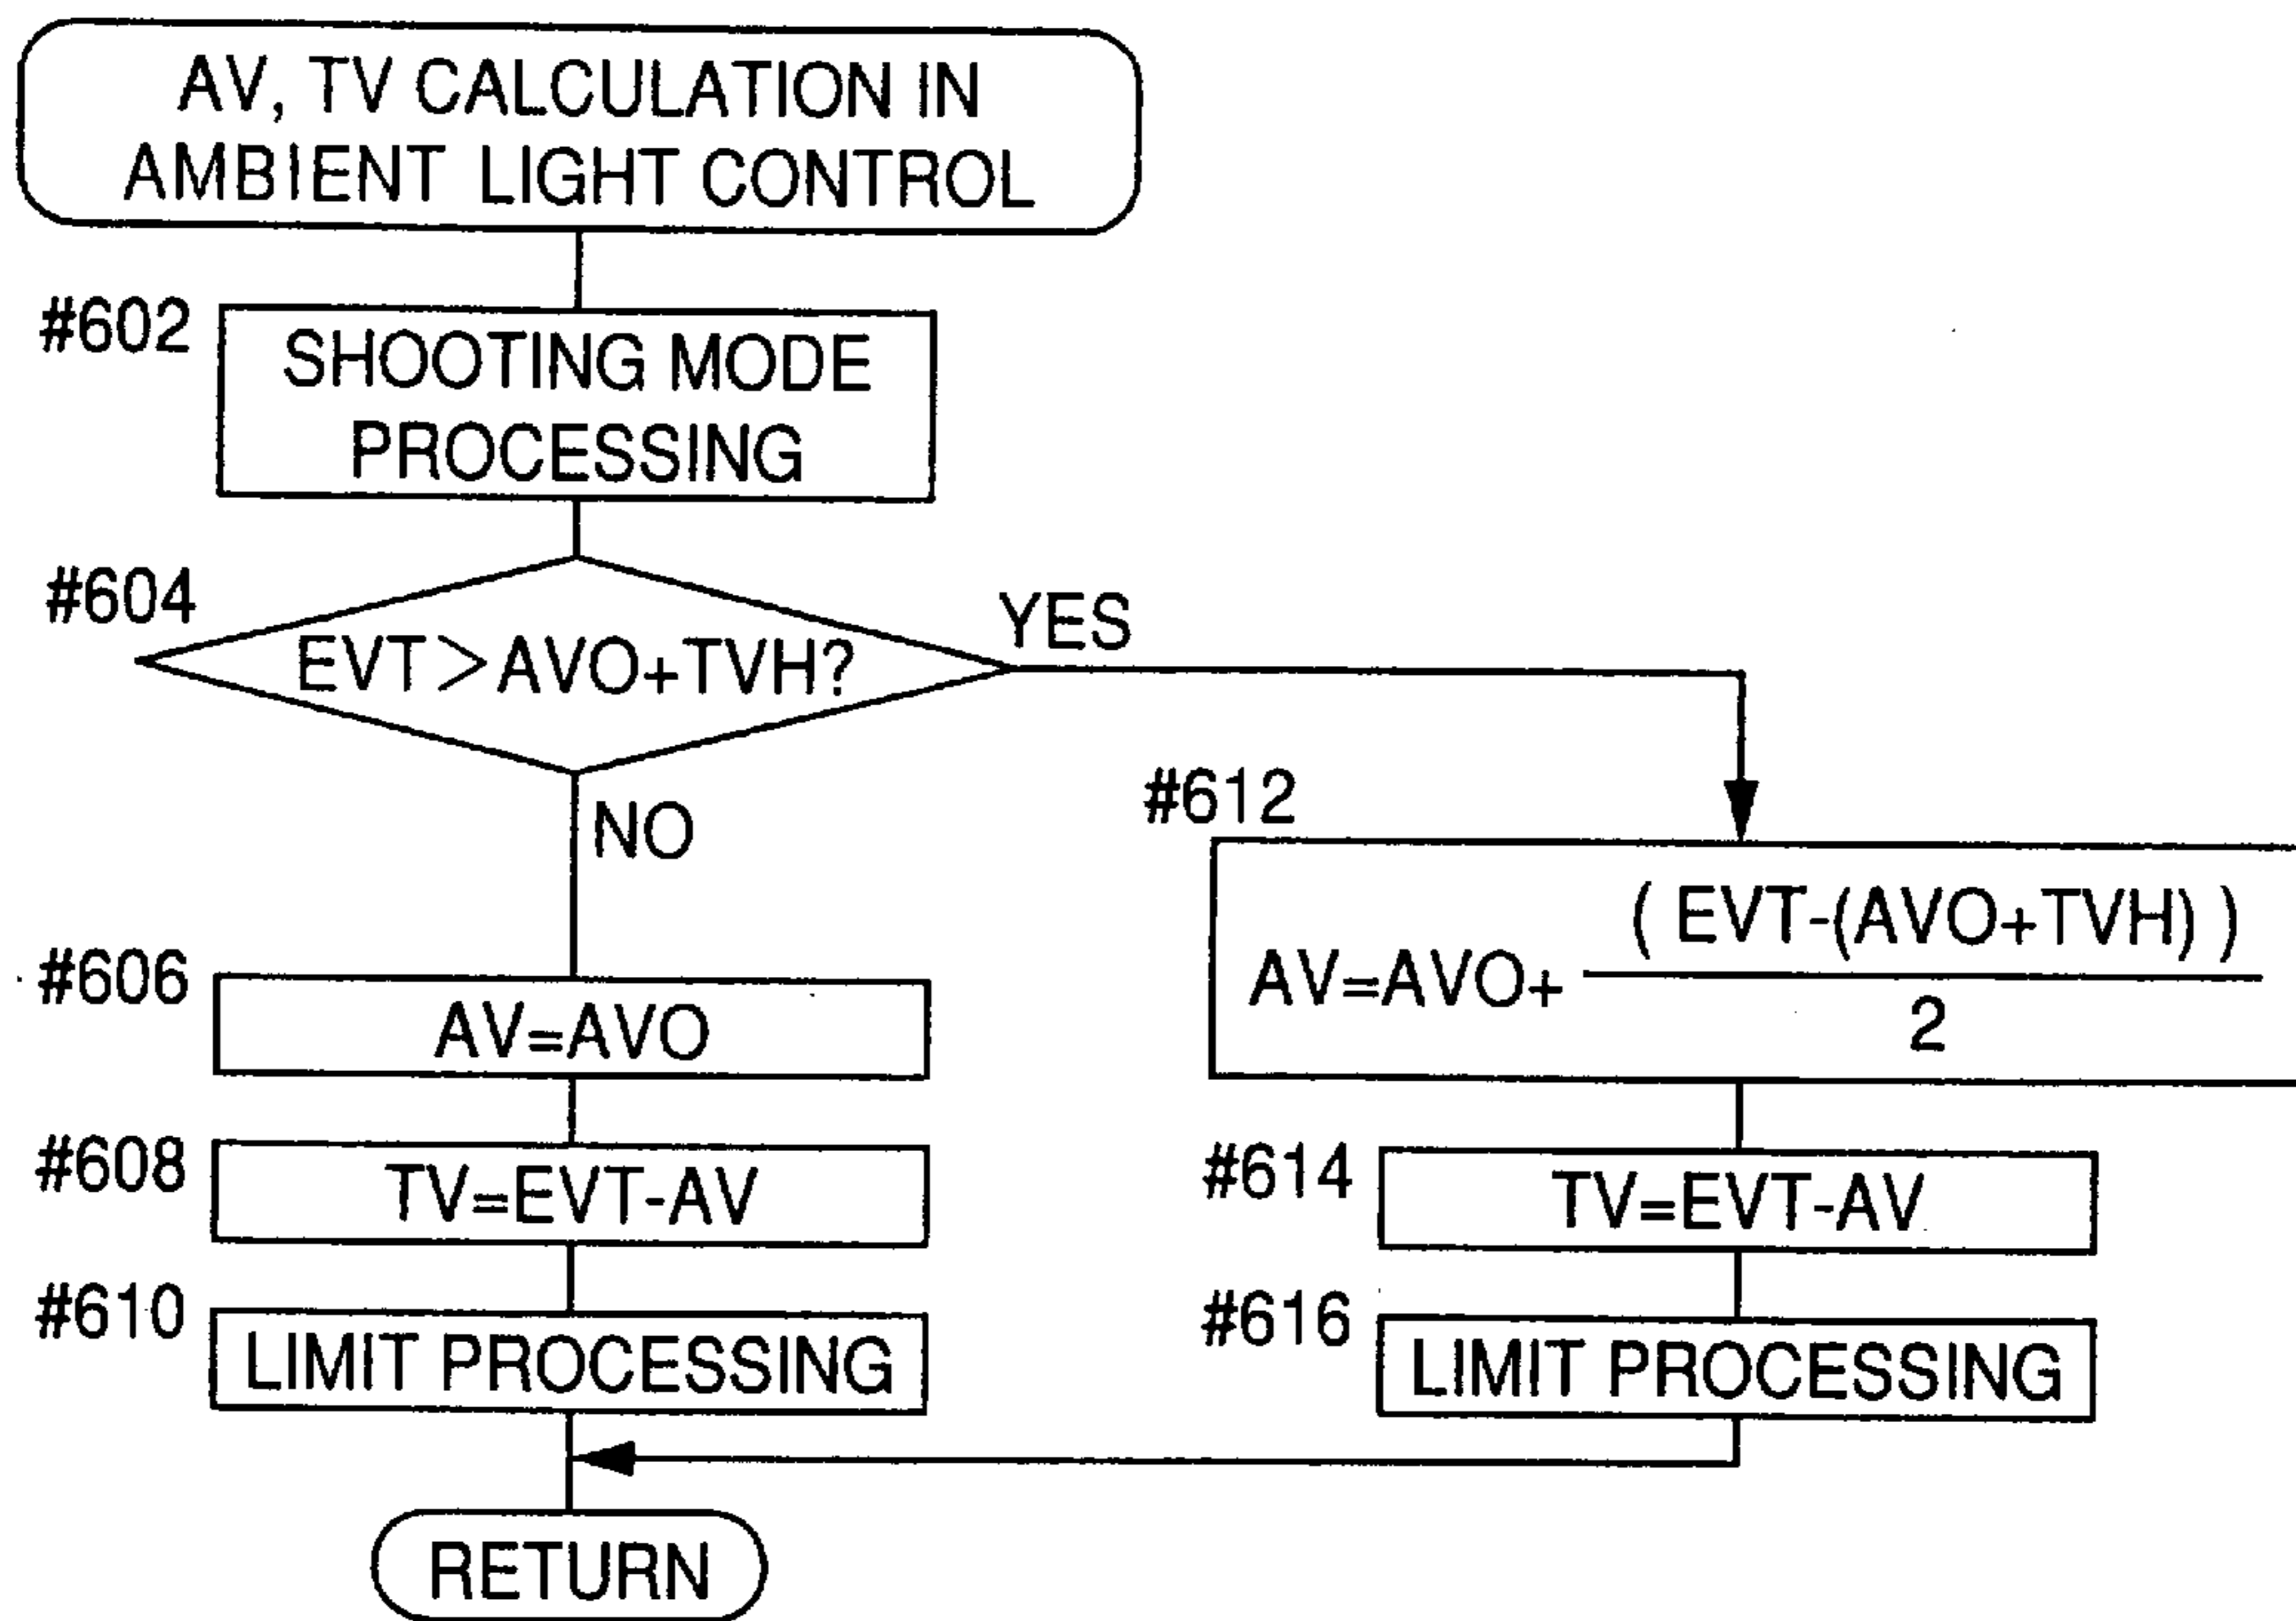 AV, TV CALCULATION IN
AMBIENT LIGHT CONTROL
#602
SHOOTING MODE
PROCESSING
#604
EVT>AVO+TVH?
YES
NO
#606
AV=AVO
#608
TV=EVT-AV
#610
LIMIT PROCESSING
#612
AV=AVO+
( EVT-(AVO+TVH) )
2
#614
TV=EVT-AV
#616
LIMIT PROCESSING
RETURN